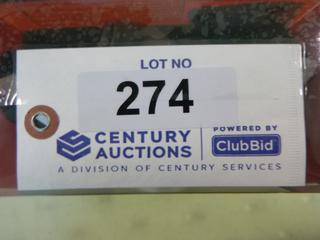 LOT NO
274
CENTURY
AUCTIONS
POWERED BY
ClubBid
A DIVISION OF CENTURY SERVICES